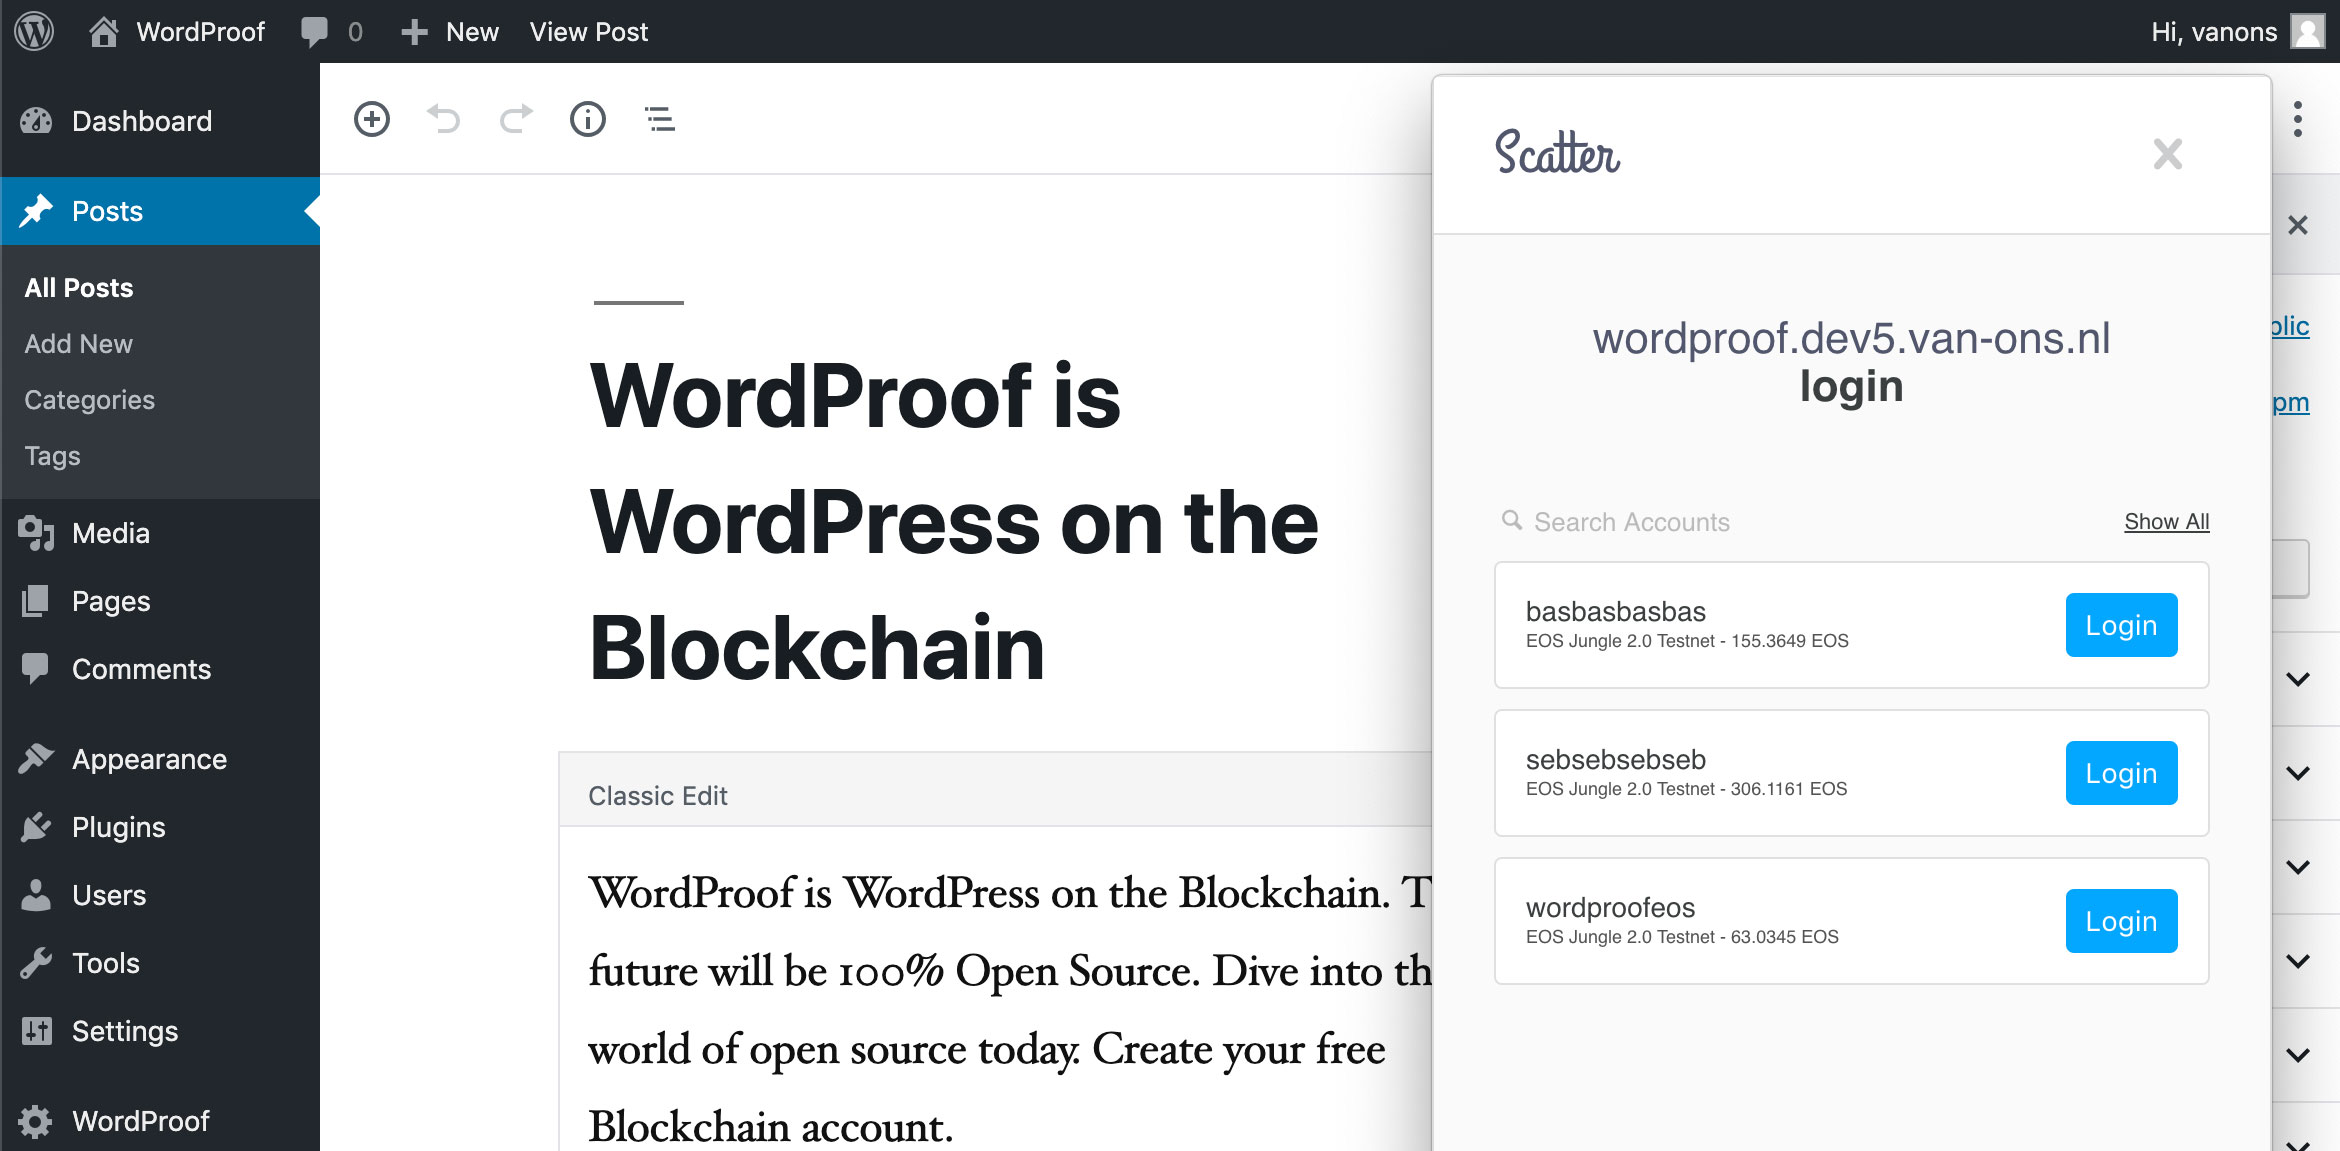 WordProof
0
New
View Post
Hi, vanons
Dashboard
Posts
All Posts
Add New
Categories
Tags
Media
Pages
Comments
Appearance
Plugins
Users
Tools
Settings
WordProof
WordProof is
WordPress on the
Blockchain
Classic Edit
WordProof is WordPress on the Blockchain. T
future will be 100% Open Source. Dive into th
world of open source today. Create your free
Blockchain account.
Scatter
wordproof.dev5.van-ons.nl
login
Search Accounts
Show All
basbasbasbas
EOS Jungle 2.0 Testnet - 155.3649 EOS
Login
sebsebsebseb
EOS Jungle 2.0 Testnet - 306.1161 EOS
Login
wordproofeos
EOS Jungle 2.0 Testnet - 63.0345 EOS
Login
pm